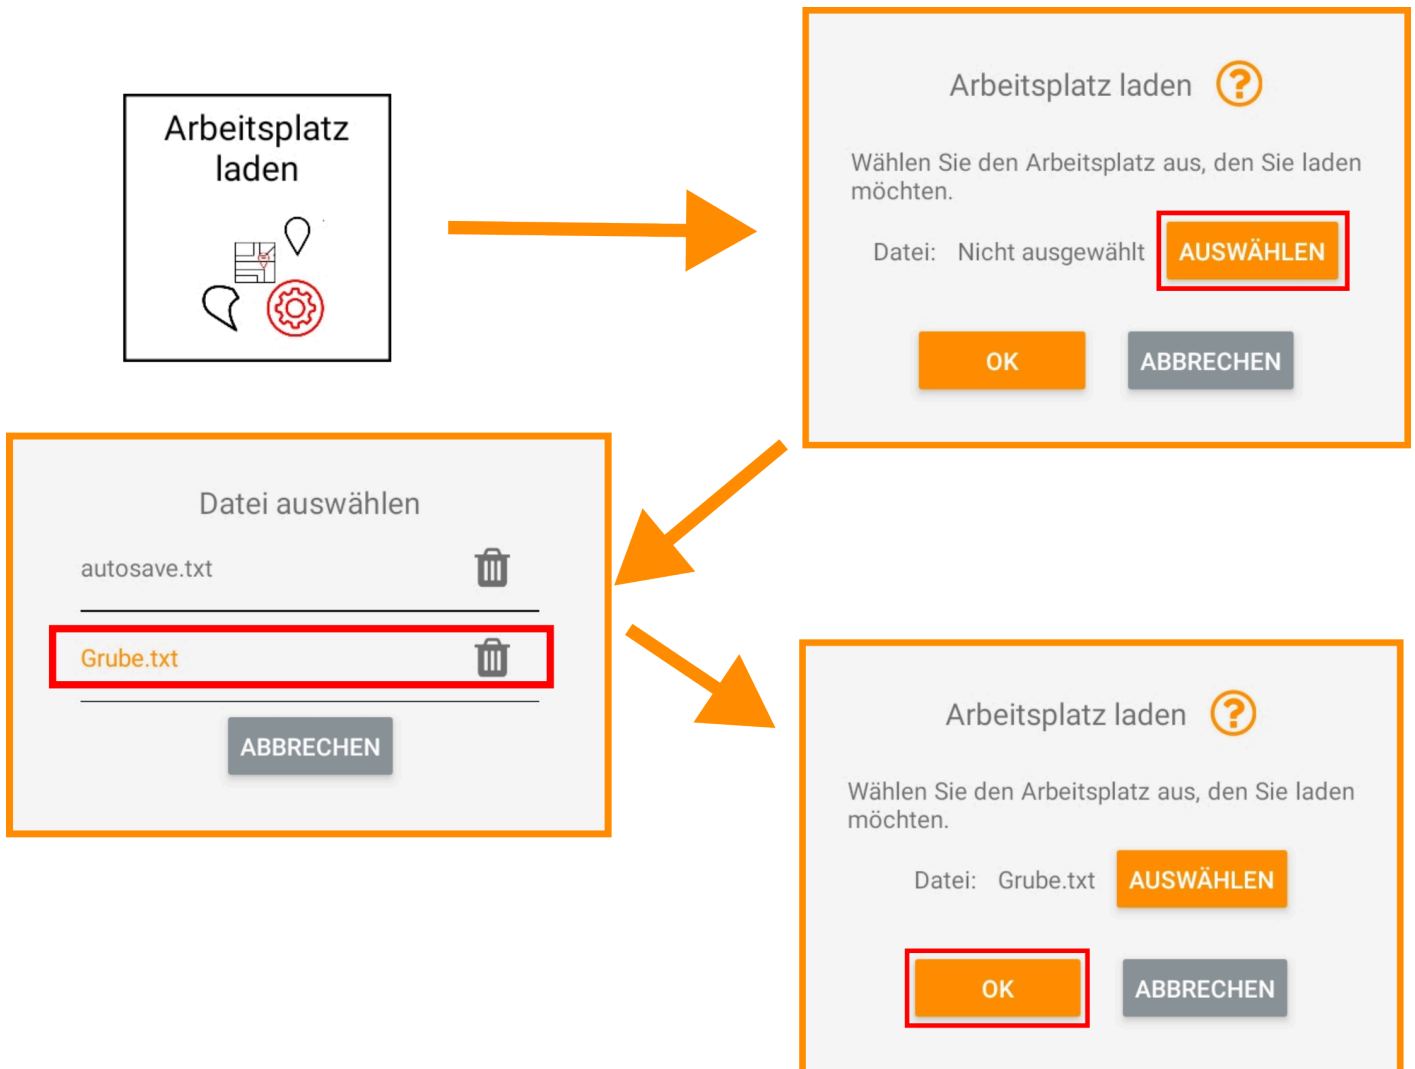 Arbeitsplatz
laden
Arbeitsplatz laden ?
Wählen Sie den Arbeitsplatz aus, den Sie laden
möchten.
Datei: Nicht ausgewählt AUSWÄHLEN
OK ABBRECHEN
Datei auswählen
autosave.txt
Grube.txt
ABBRECHEN
Arbeitsplatz laden ?
Wählen Sie den Arbeitsplatz aus, den Sie laden
möchten.
Datei: Grube.txt AUSWÄHLEN
OK ABBRECHEN